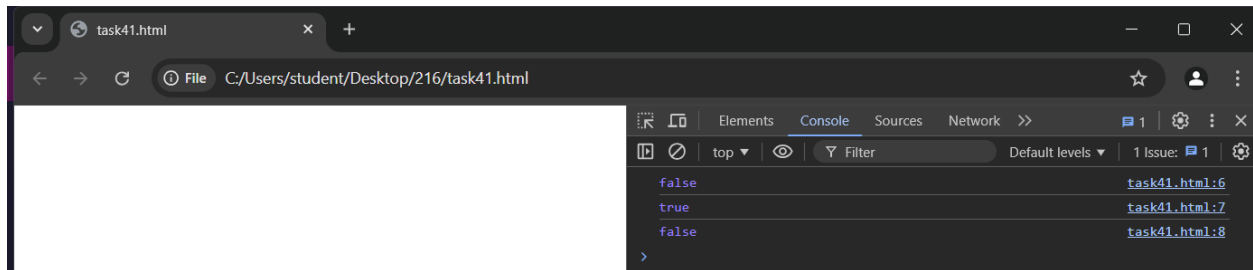 task41.html
File C:/Users/student/Desktop/216/task41.html
Elements Console Sources Network 1
top Filter Default levels 1 Issue: 1
false task41.html:6
true task41.html:7
false task41.html:8